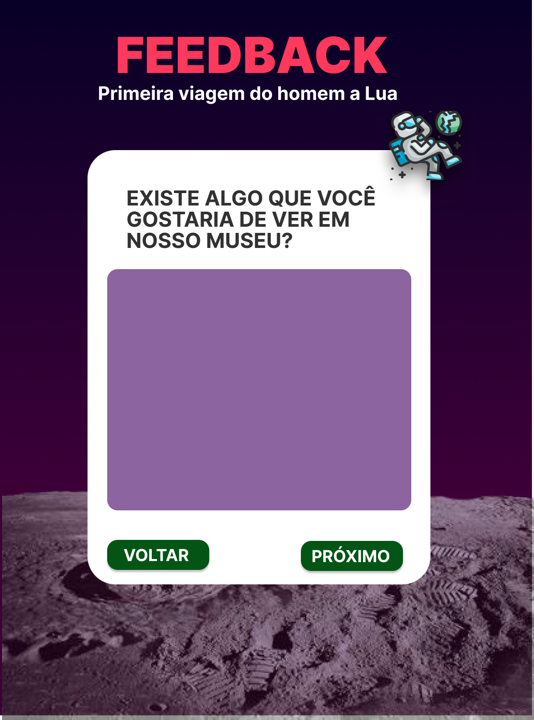 FEEDBACK
Primeira viagem do homem a Lua
EXISTE ALGO QUE VOCÊ
GOSTARIA DE VER EM
NOSSO MUSEU?
VOLTAR
PRÓXIMO